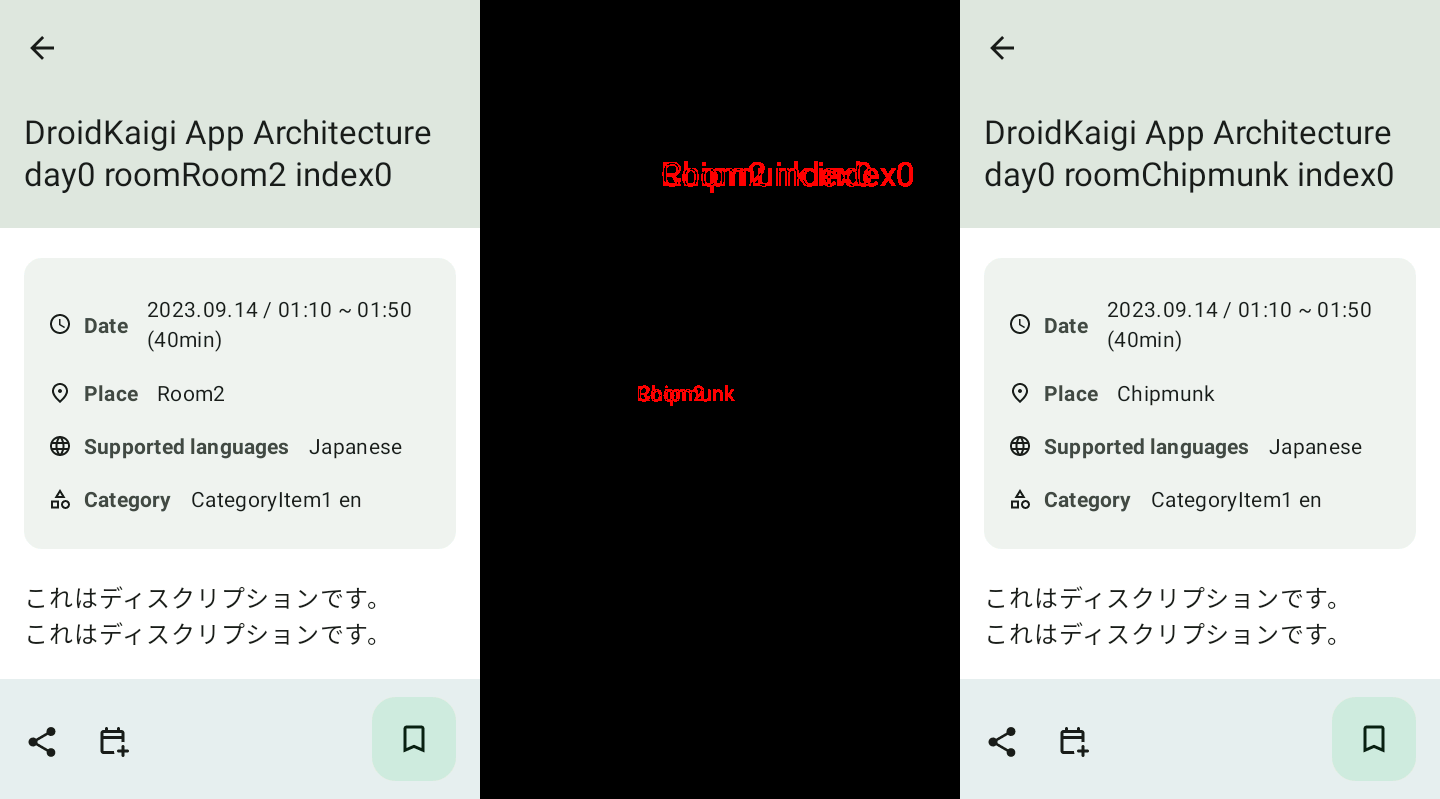 DroidKaigi App Architecture
day0 roomRoom2 index0
Date 2023.09.14 / 01:10 ~ 01:50
(40min)
Place Room2
Supported languages Japanese
Category CategoryItem1 en
これはディスクリプションです。
これはディスクリプションです。
DroidKaigi App Architecture
day0 roomChipmunk index0
Date 2023.09.14 / 01:10 ~ 01:50
(40min)
Place Chipmunk
Supported languages Japanese
Category CategoryItem1 en
これはディスクリプションです。
これはディスクリプションです。